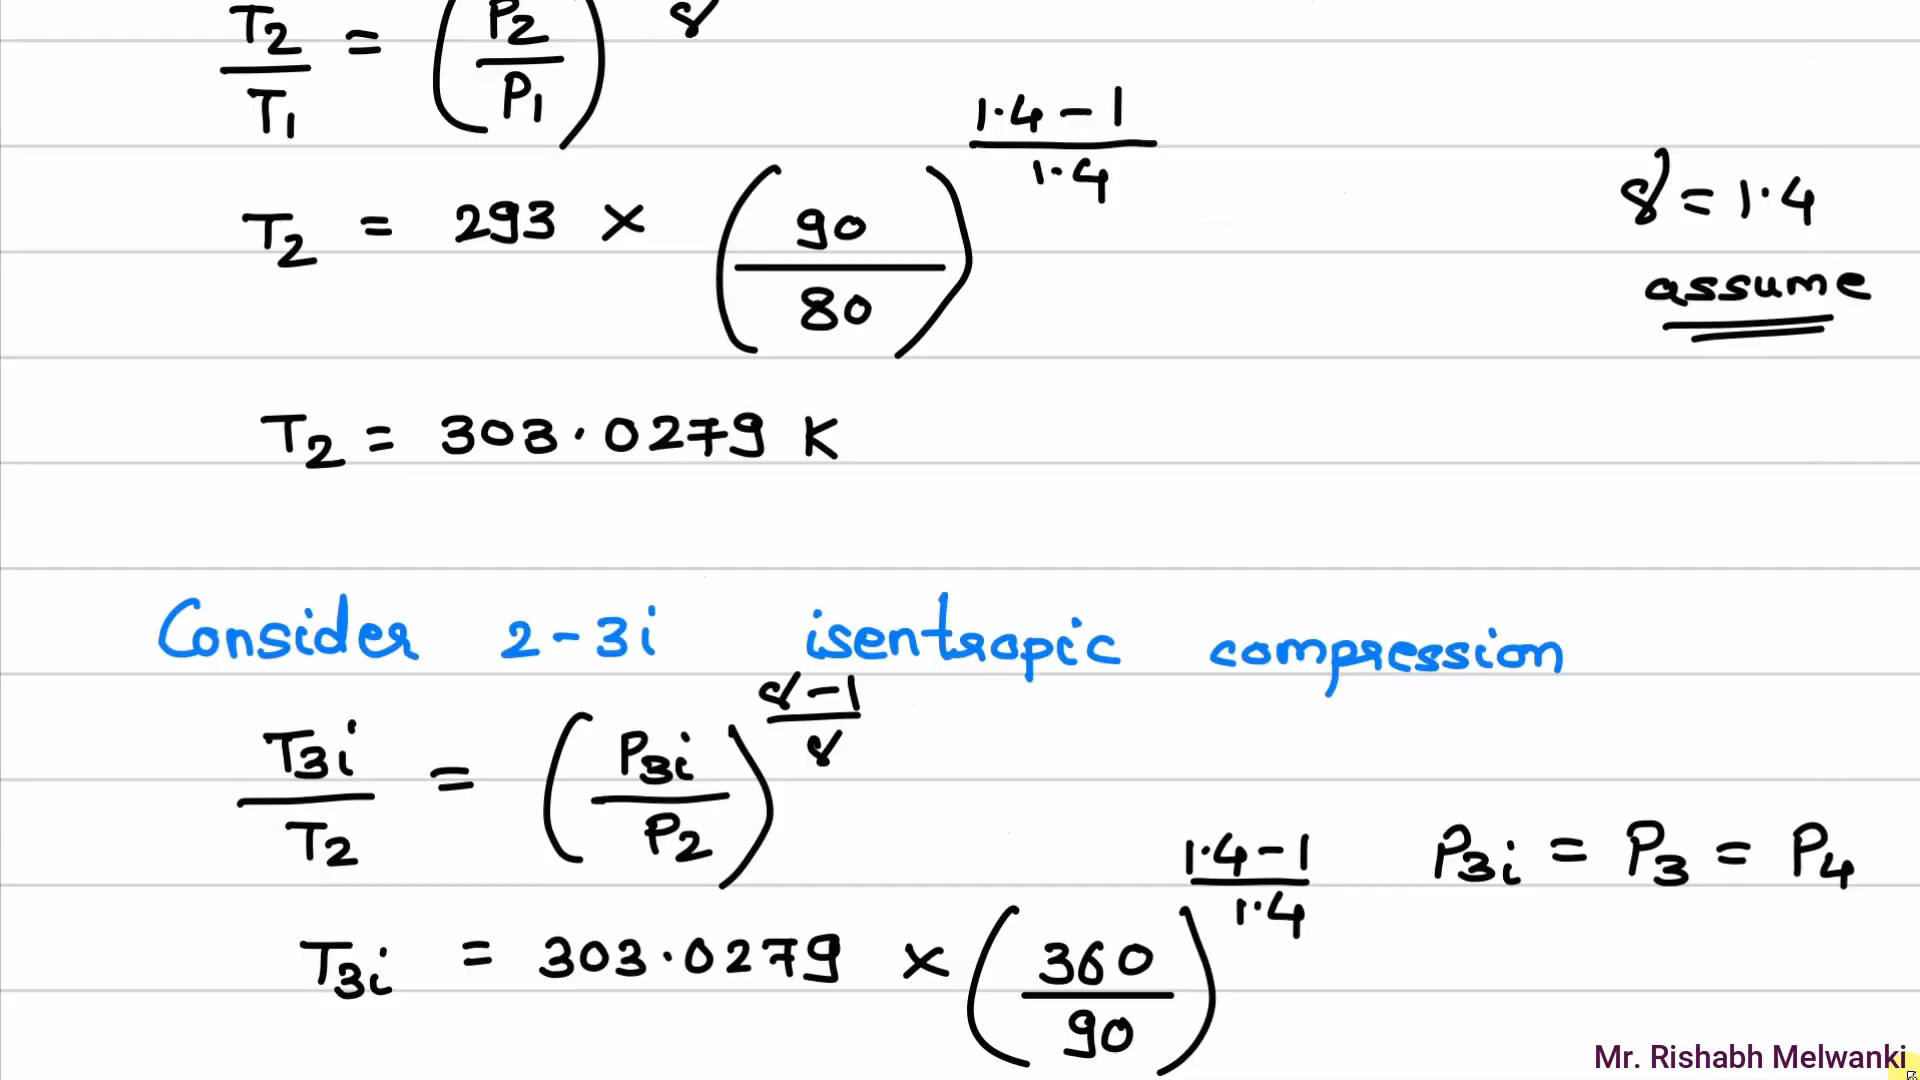 T2/T1 = (P2/P1) γ
T2 = 293 × (90/80)^(1.4-1)/1.4
γ = 1.4
assume
T2 = 303.0279 K
Consider 2-3i isentropic compression
T3i/T2 = (P3i/P2)^(γ-1)/γ
P3i = P3 = P4
T3i = 303.0279 × (360/90)^(1.4-1)/1.4
Mr. Rishabh Melwanki